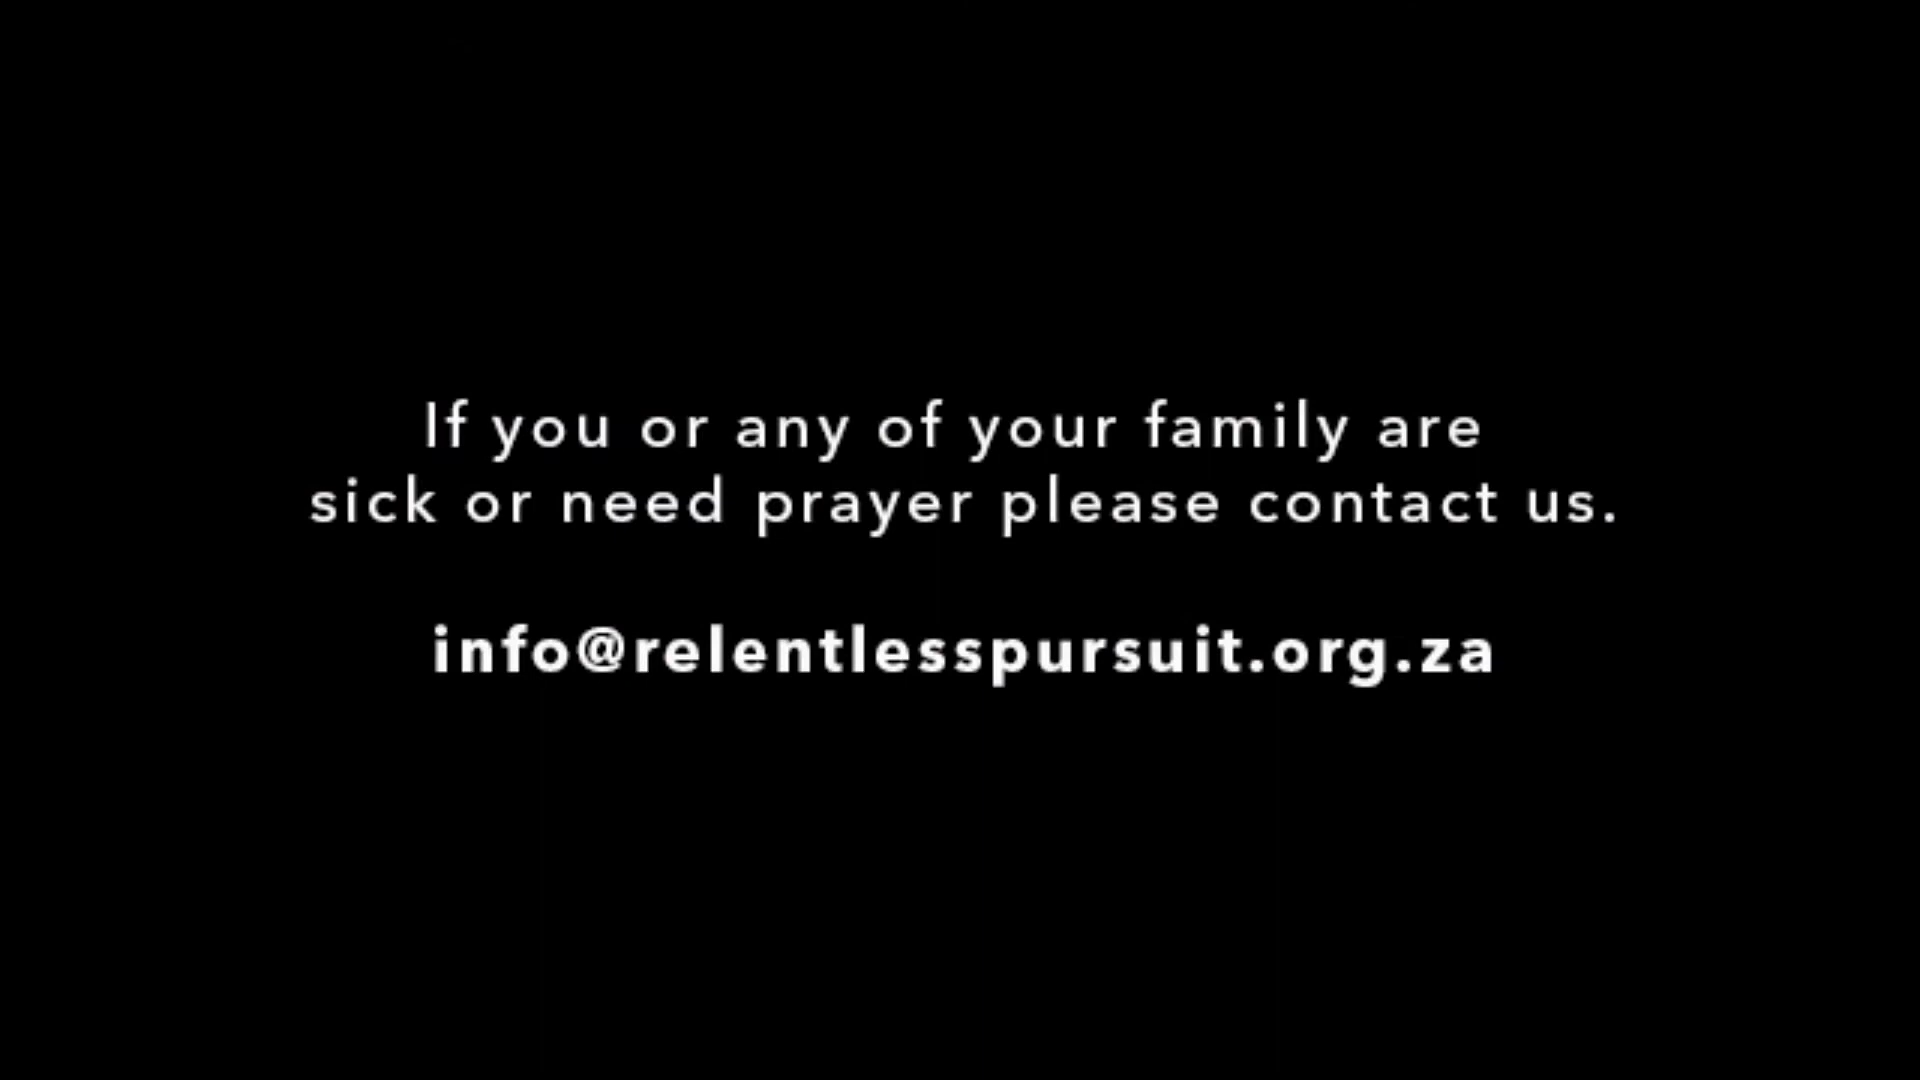 If you or any of your family are
sick or need prayer please contact us.
info@relentlesspursuit.org.za